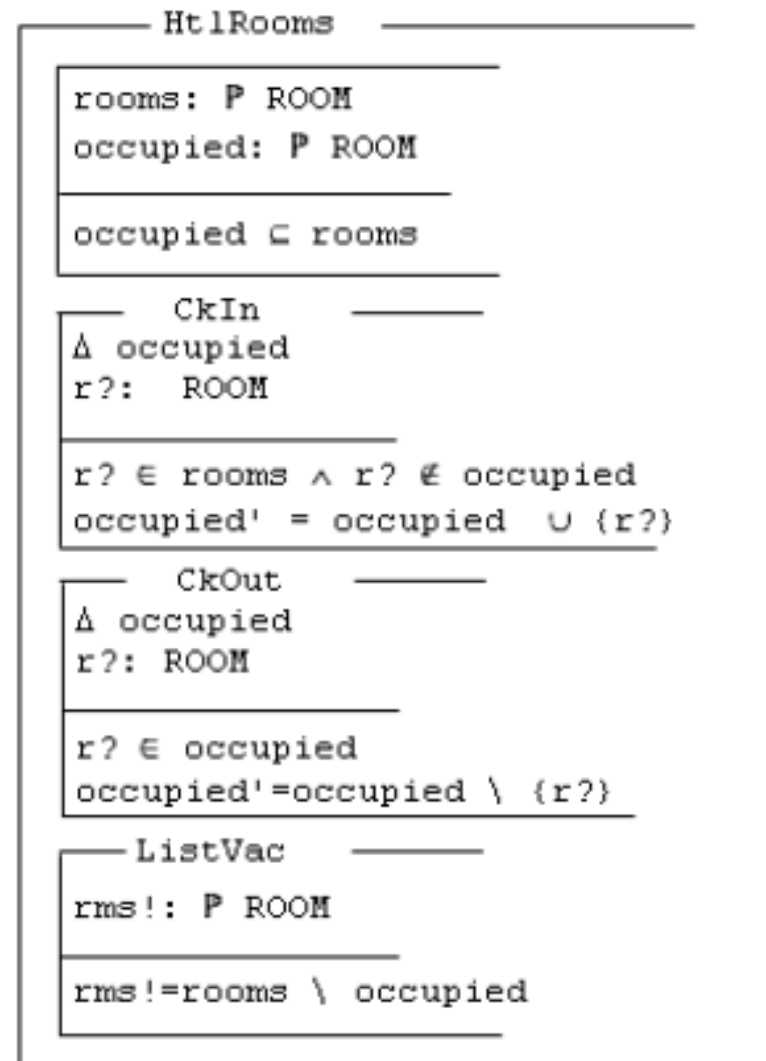 HtlRooms
rooms: ℙ ROOM
occupied: ℙ ROOM
occupied ⊆ rooms
CkIn
Δ occupied
r?: ROOM
r? ∈ rooms ∧ r? ∉ occupied
occupied' = occupied ∪ {r?}
CkOut
Δ occupied
r?: ROOM
r? ∈ occupied
occupied'=occupied \ {r?}
ListVac
rms!: ℙ ROOM
rms!=rooms \ occupied